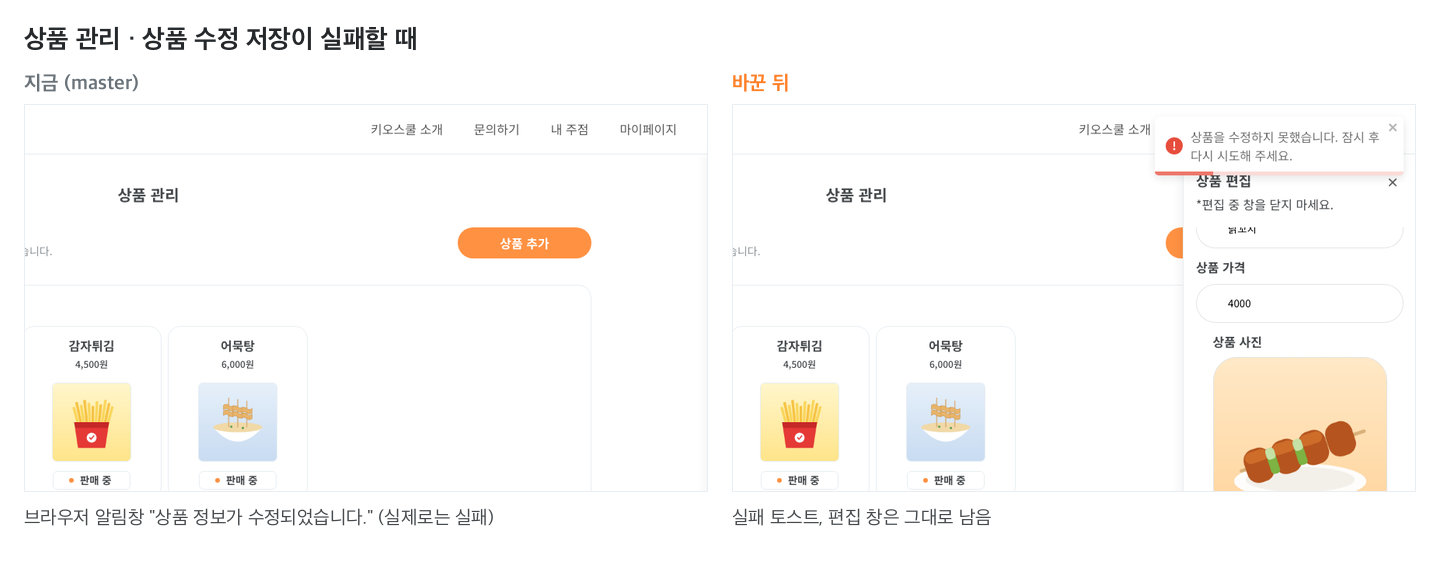 상품 관리 · 상품 수정 저장이 실패할 때
지금 (master)
키오스쿨 소개 문의하기 내 주점 마이페이지
상품 관리
습니다.
상품 추가
감자튀김
4,500원
판매 중
어묵탕
6,000원
판매 중
브라우저 알림창 "상품 정보가 수정되었습니다." (실제로는 실패)
바꾼 뒤
키오스쿨 소개
상품을 수정하지 못했습니다. 잠시 후
다시 시도해 주세요.
상품 관리
습니다.
상품 편집
*편집 중 창을 닫지 마세요.
닭꼬치
상품 가격
4000
상품 사진
감자튀김
4,500원
판매 중
어묵탕
6,000원
판매 중
실패 토스트, 편집 창은 그대로 남음